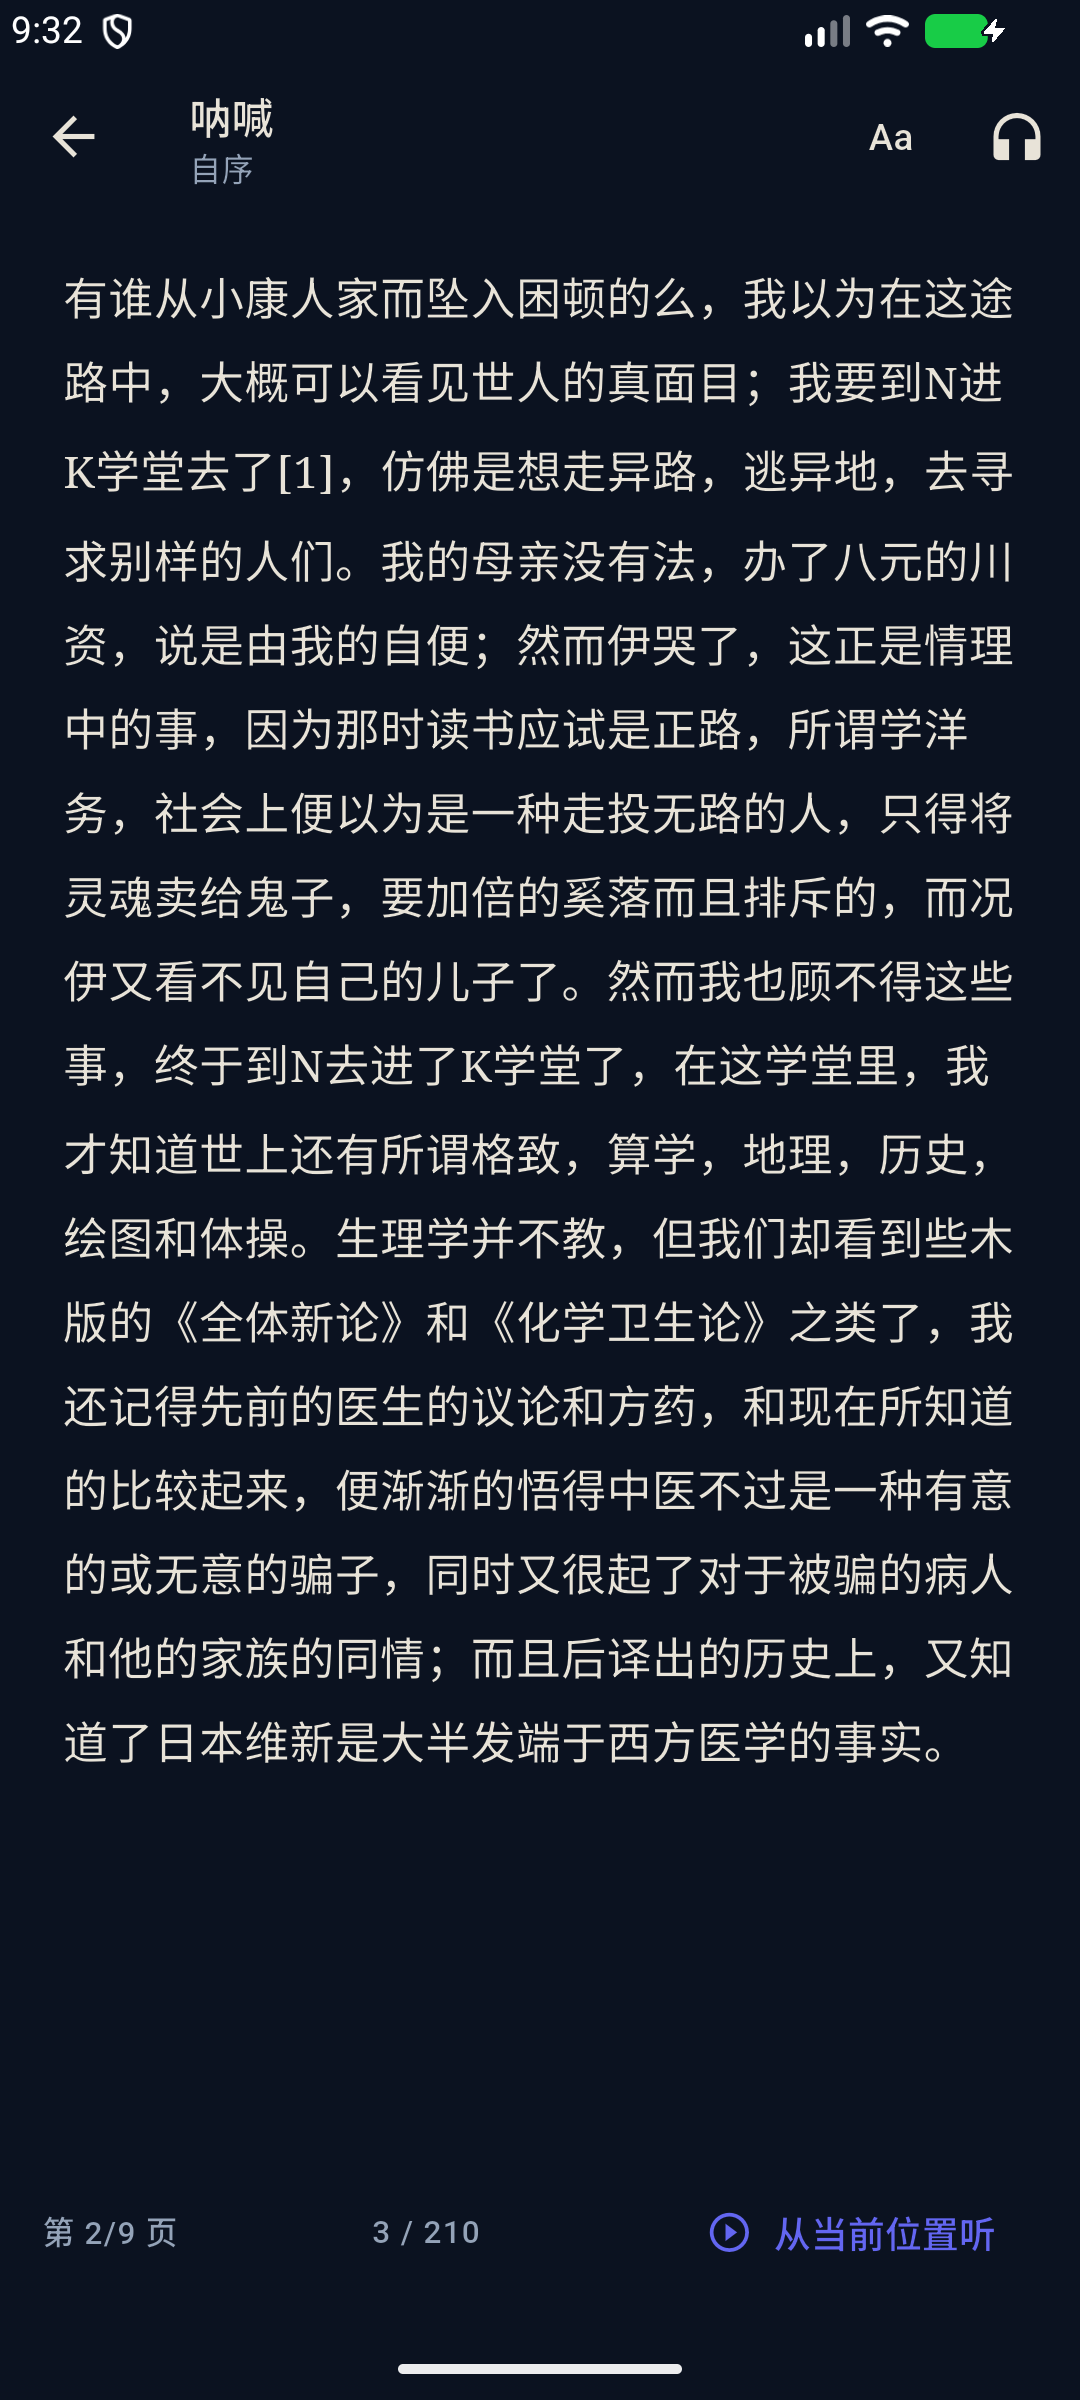 9:32
呐喊
自序
Aa
有谁从小康人家而坠入困顿的么，我以为在这途
路中，大概可以看见世人的真面目；我要到N进
K学堂去了[1]，仿佛是想走异路，逃异地，去寻
求别样的人们。我的母亲没有法，办了八元的川
资，说是由我的自便；然而伊哭了，这正是情理
中的事，因为那时读书应试是正路，所谓学洋
务，社会上便以为是一种走投无路的人，只得将
灵魂卖给鬼子，要加倍的奚落而且排斥的，而况
伊又看不见自己的儿子了。然而我也顾不得这些
事，终于到N去进了K学堂了，在这学堂里，我
才知道世上还有所谓格致，算学，地理，历史，
绘图和体操。生理学并不教，但我们却看到些木
版的《全体新论》和《化学卫生论》之类了，我
还记得先前的医生的议论和方药，和现在所知道
的比较起来，便渐渐的悟得中医不过是一种有意
的或无意的骗子，同时又很起了对于被骗的病人
和他的家族的同情；而且后译出的历史上，又知
道了日本维新是大半发端于西方医学的事实。
第 2/9 页
3 / 210
从当前位置听